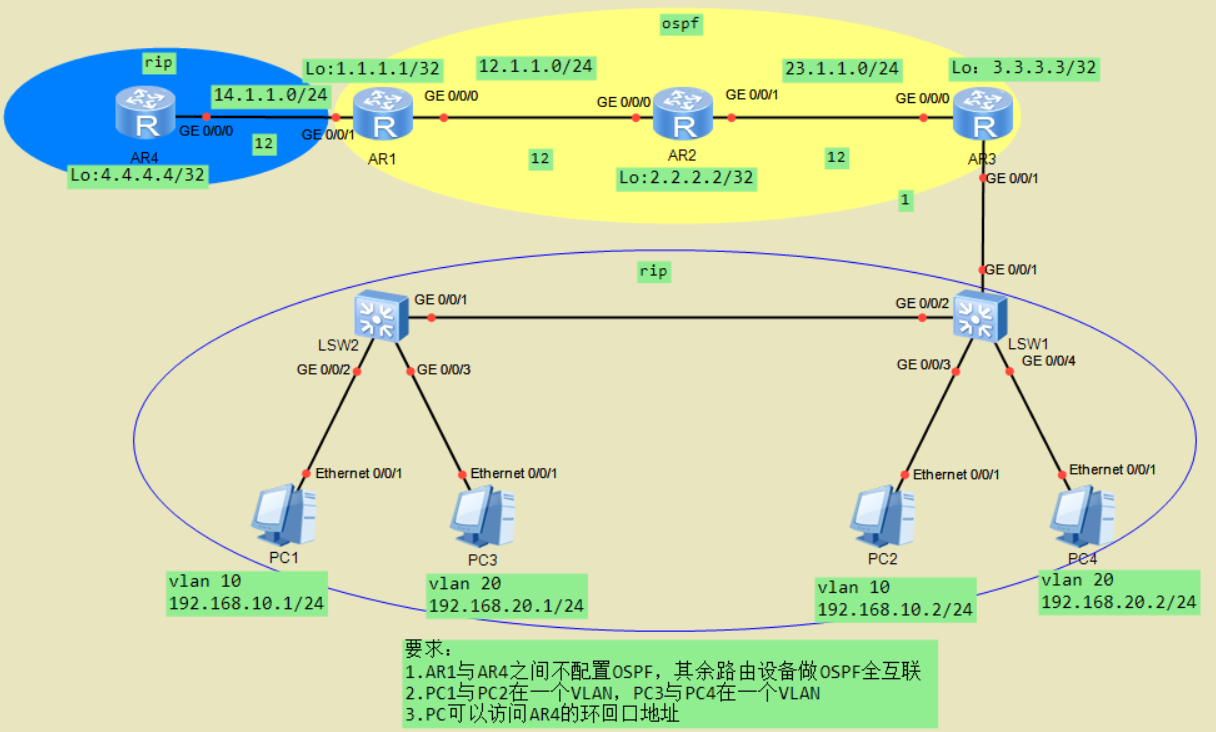 ospf
rip
Lo:1.1.1.1/32
12.1.1.0/24
23.1.1.0/24
Lo: 3.3.3.3/32
14.1.1.0/24
GE 0/0/0
GE 0/0/0
GE 0/0/1
GE 0/0/0
R
R
R
R
GE 0/0/0
GE 0/0/1
12
AR4
AR1
12
AR2
12
AR3
Lo:4.4.4.4/32
Lo:2.2.2.2/32
GE 0/0/1
1
rip
GE 0/0/1
GE 0/0/1
GE 0/0/2
LSW2
LSW1
GE 0/0/2
GE 0/0/3
GE 0/0/3
GE 0/0/4
Ethernet 0/0/1
Ethernet 0/0/1
Ethernet 0/0/1
Ethernet 0/0/1
PC1
PC3
PC2
PC4
vlan 10
192.168.10.1/24
vlan 20
192.168.20.1/24
vlan 10
192.168.10.2/24
vlan 20
192.168.20.2/24
要求：
1.AR1与AR4之间不配置OSPF，其余路由设备做OSPF全互联
2.PC1与PC2在一个VLAN，PC3与PC4在一个VLAN
3.PC可以访问AR4的环回口地址